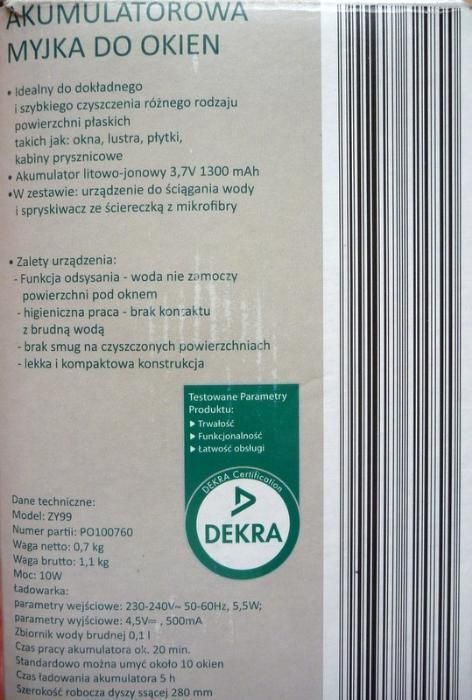 AKUMULATOROWA
MYJKA DO OKIEN
• Idealny do dokładnego
i szybkiego czyszczenia różnego rodzaju
powierzchni płaskich
takich jak: okna, lustra, płytki,
kabiny prysznicowe
• Akumulator litowo-jonowy 3,7V 1300 mAh
•W zestawie: urządzenie do ściągania wody
i spryskiwacz ze ściereczką z mikrofibry
• Zalety urządzenia:
- Funkcja odsysania - woda nie zamoczy
powierzchni pod oknem
- higieniczna praca - brak kontaktu
z brudną wodą
- brak smug na czyszczonych powierzchniach
- lekka i kompaktowa konstrukcja
Testowane Parametry
Produktu:
▶ Trwałość
▶ Funkcjonalność
▶ Łatwość obsługi
DEKRA Certification
DEKRA
Dane techniczne:
Model: ZY99
Numer partii: PO100760
Waga netto: 0,7 kg
Waga brutto: 1,1 kg
Moc: 10W
Ładowarka:
parametry wejściowe: 230-240V~ 50-60Hz, 5,5W;
parametry wyjściowe: 4,5V⎓ , 500mA
Zbiornik wody brudnej 0,1 l
Czas pracy akumulatora ok. 20 min.
Standardowo można umyć około 10 okien
Czas ładowania akumulatora 5 h
Szerokość robocza dyszy ssącej 280 mm